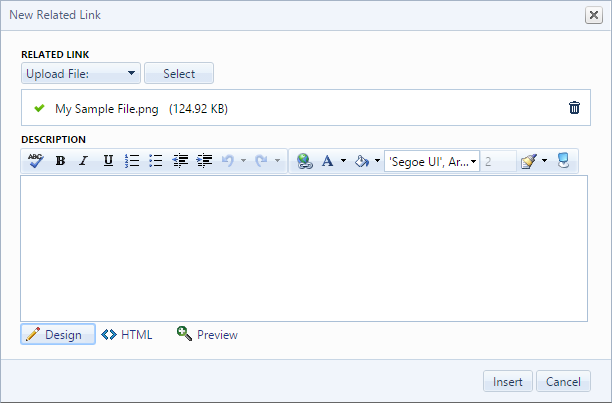 New Related Link
RELATED LINK
Upload File: Select
My Sample File.png (124.92 KB)
DESCRIPTION
ABC B I U A 'Segoe UI', Ar... 2
Design HTML Preview
Insert Cancel